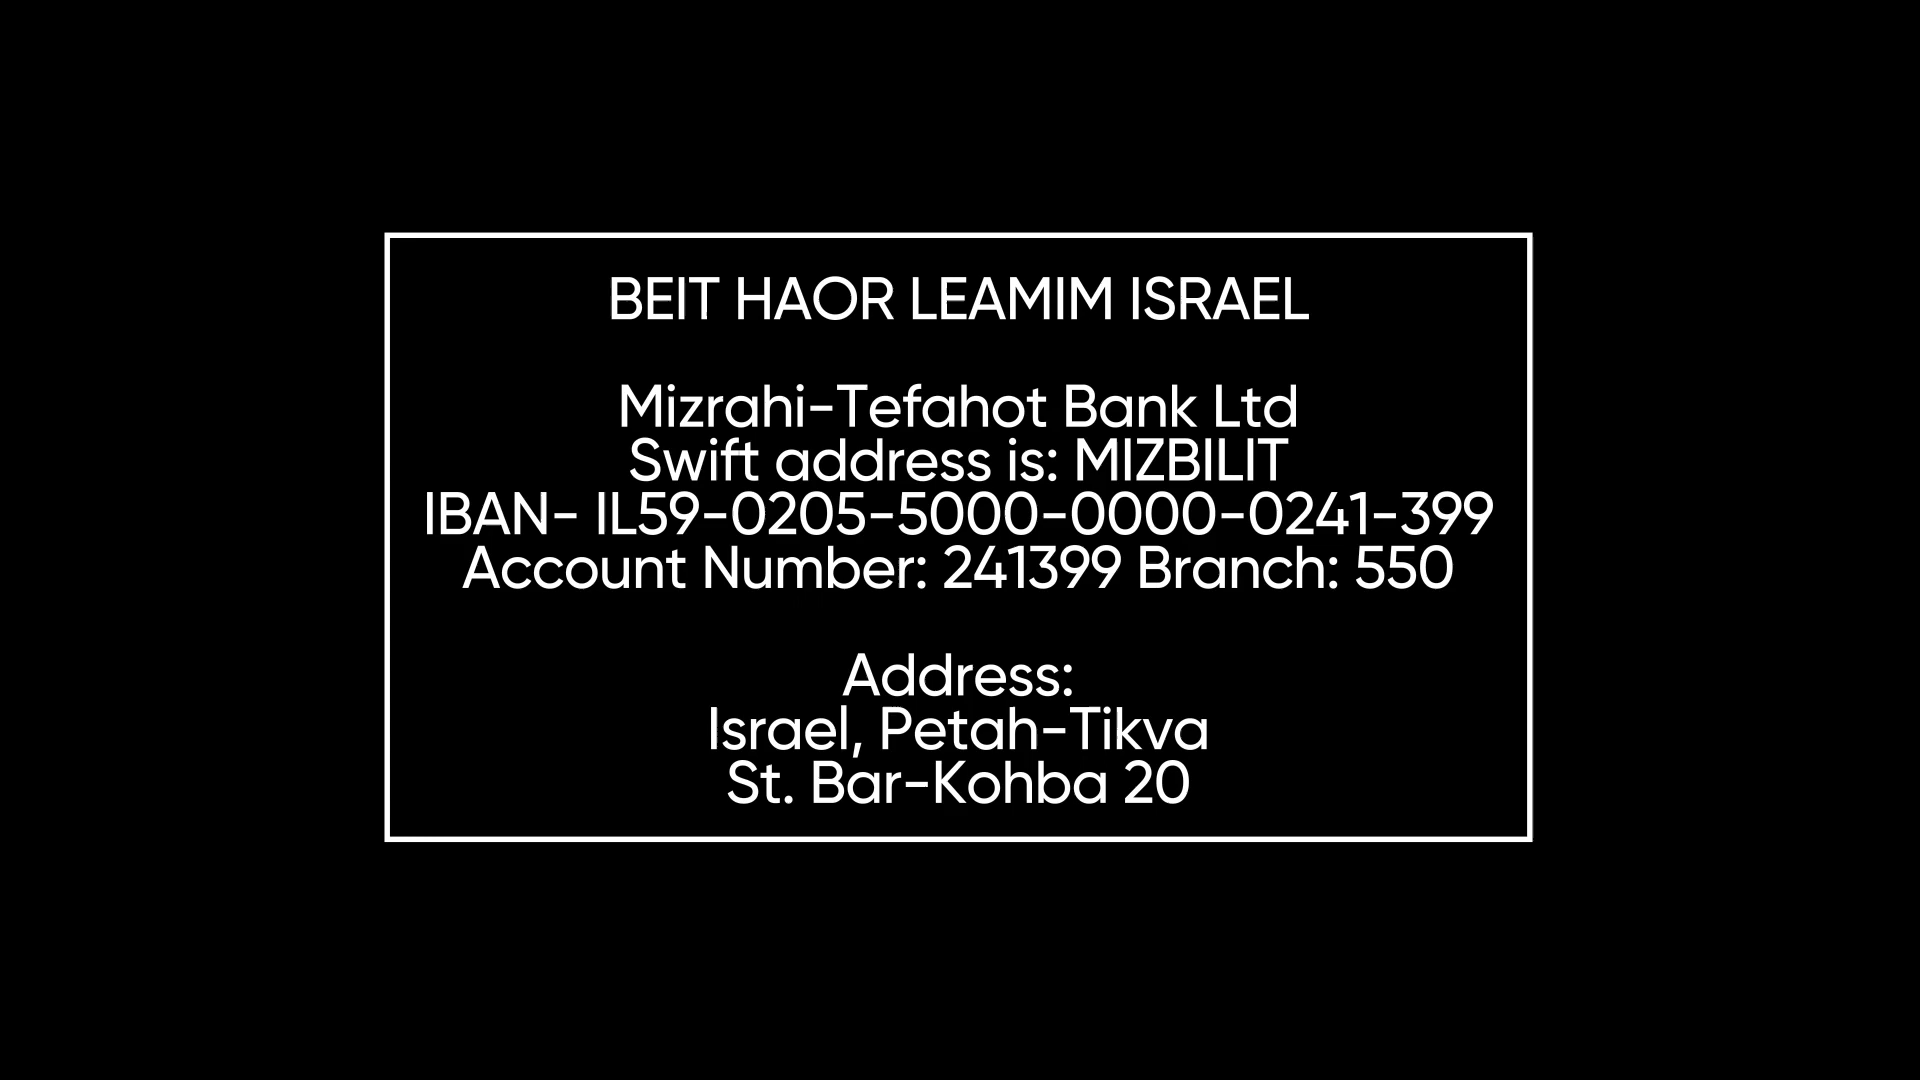 BEIT HAOR LEAMIM ISRAEL
Mizrahi-Tefahot Bank Ltd
Swift address is: MIZBILIT
IBAN- IL59-0205-5000-0000-0241-399
Account Number: 241399 Branch: 550
Address:
Israel, Petah-Tikva
St. Bar-Kohba 20